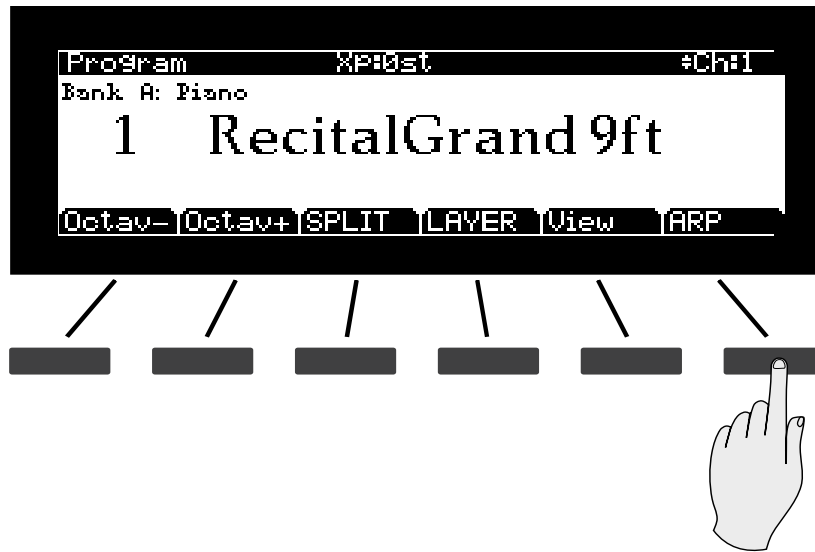 Program Xp:0st ÷Ch:1
Bank A: Piano
1 RecitalGrand 9ft
Octav- Octav+ SPLIT LAYER View ARP